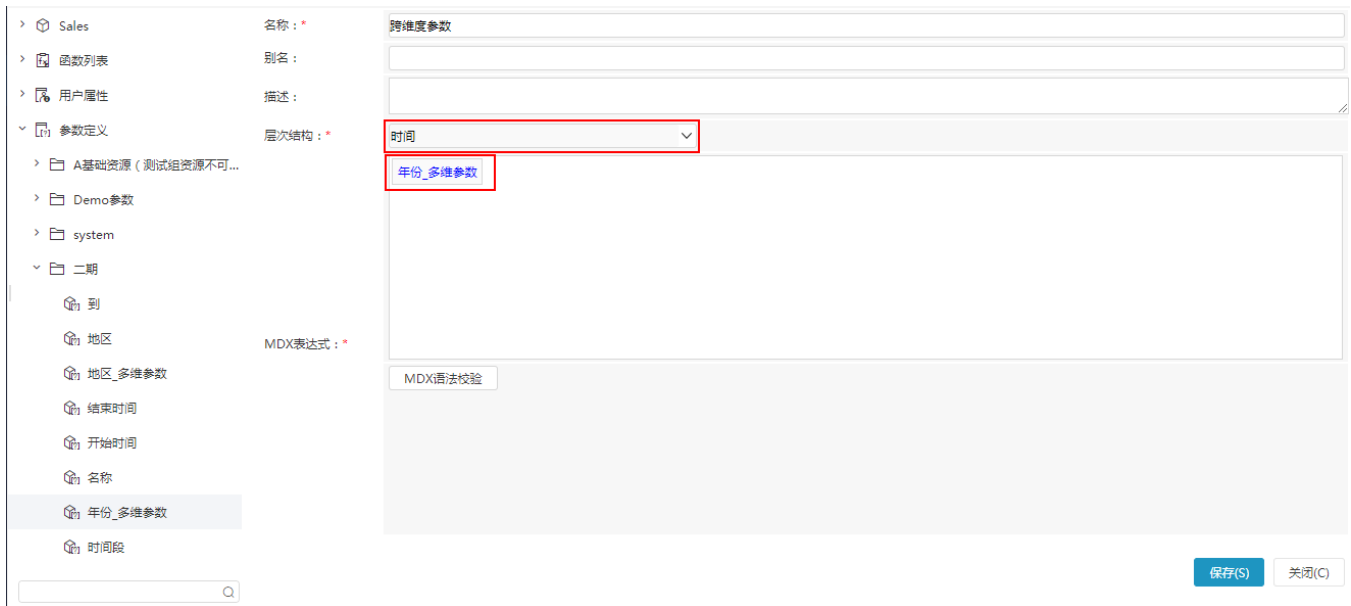 Sales
函数列表
用户属性
参数定义
A基础资源（测试组资源不可...
Demo参数
system
二期
到
地区
地区_多维参数
结束时间
开始时间
名称
年份_多维参数
时间段
名称：* 跨维度参数
别名：
描述：
层次结构：* 时间
年份_多维参数
MDX表达式：*
MDX语法校验
保存(S) 关闭(C)